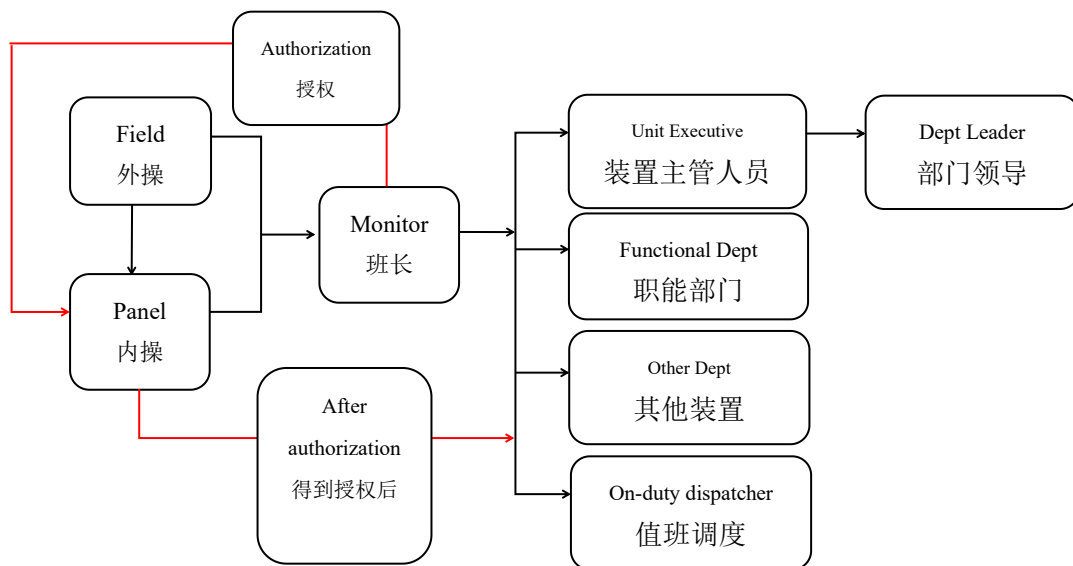 Authorization
授权
Field
外操
Panel
内操
Monitor
班长
After
authorization
得到授权后
Unit Executive
装置主管人员
Dept Leader
部门领导
Functional Dept
职能部门
Other Dept
其他装置
On-duty dispatcher
值班调度